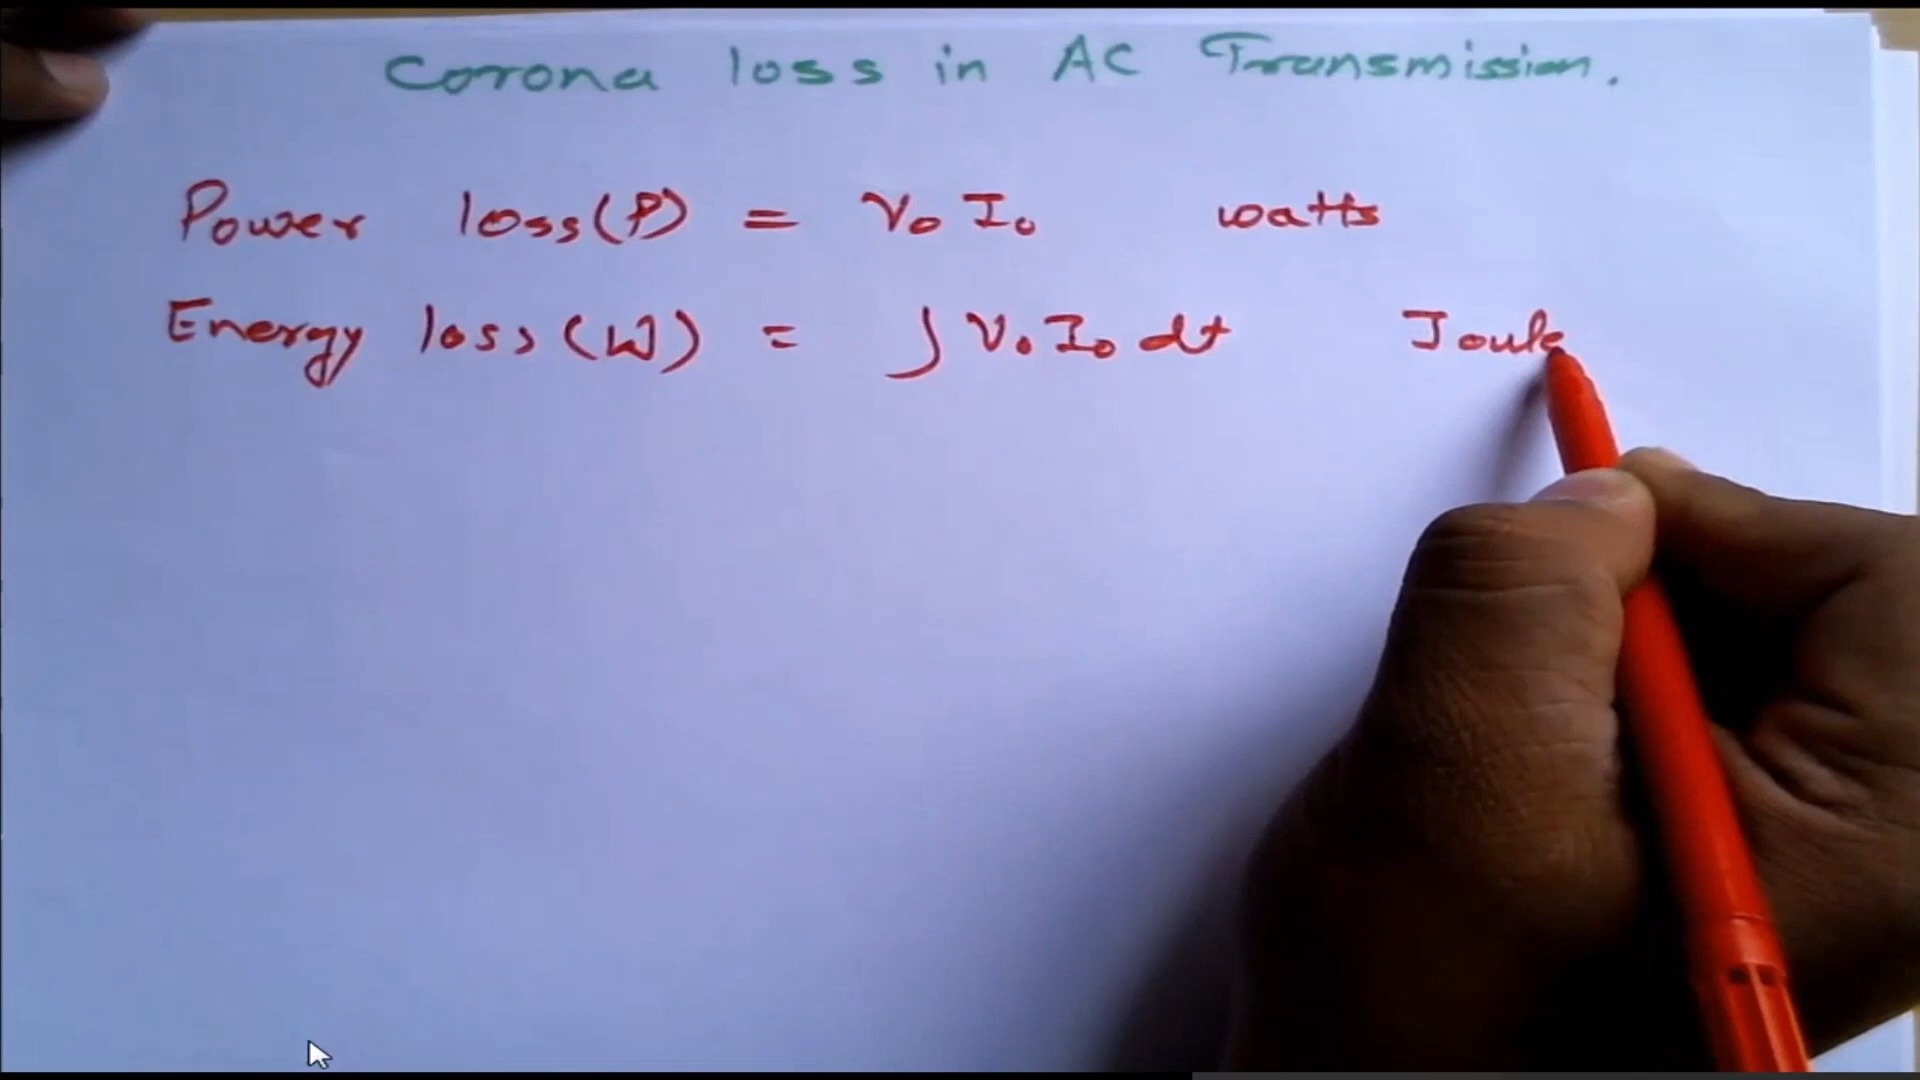 Corona loss in AC Transmission.
Power loss(P) = V₀ I₀ watts
Energy loss(W) = ∫ V₀ I₀ dt Joule